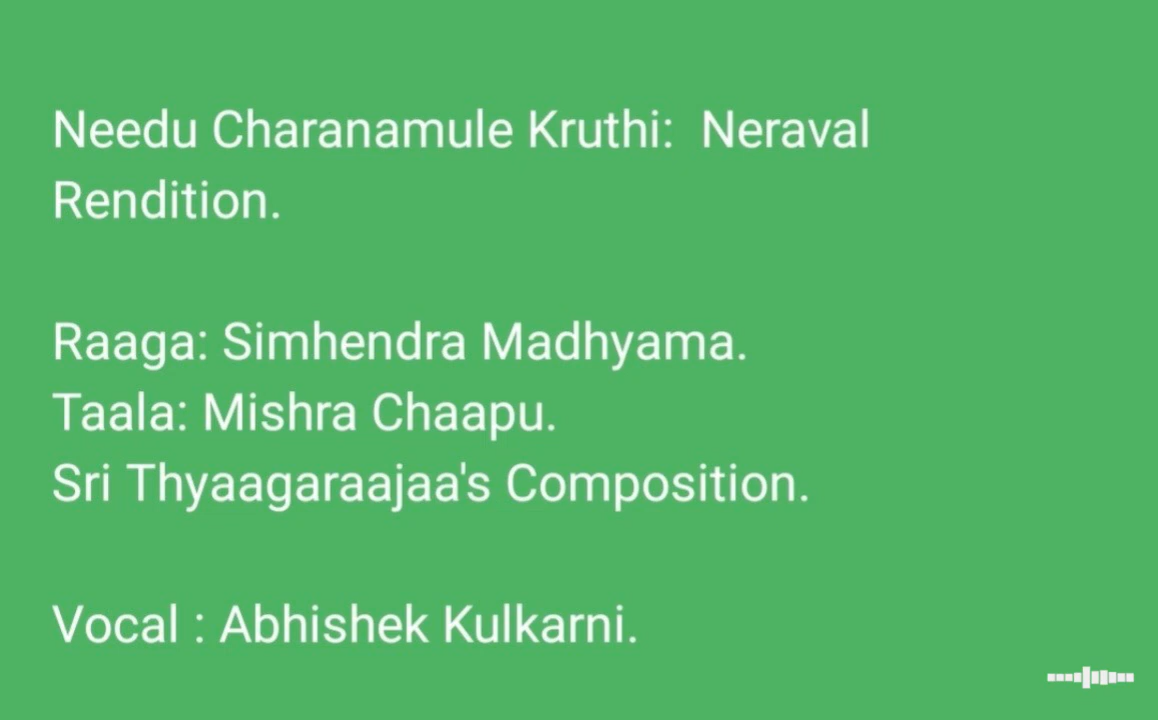 Needu Charanamule Kruthi:  Neraval
Rendition.
Raaga: Simhendra Madhyama.
Taala: Mishra Chaapu.
Sri Thyaagaraajaa's Composition.
Vocal : Abhishek Kulkarni.